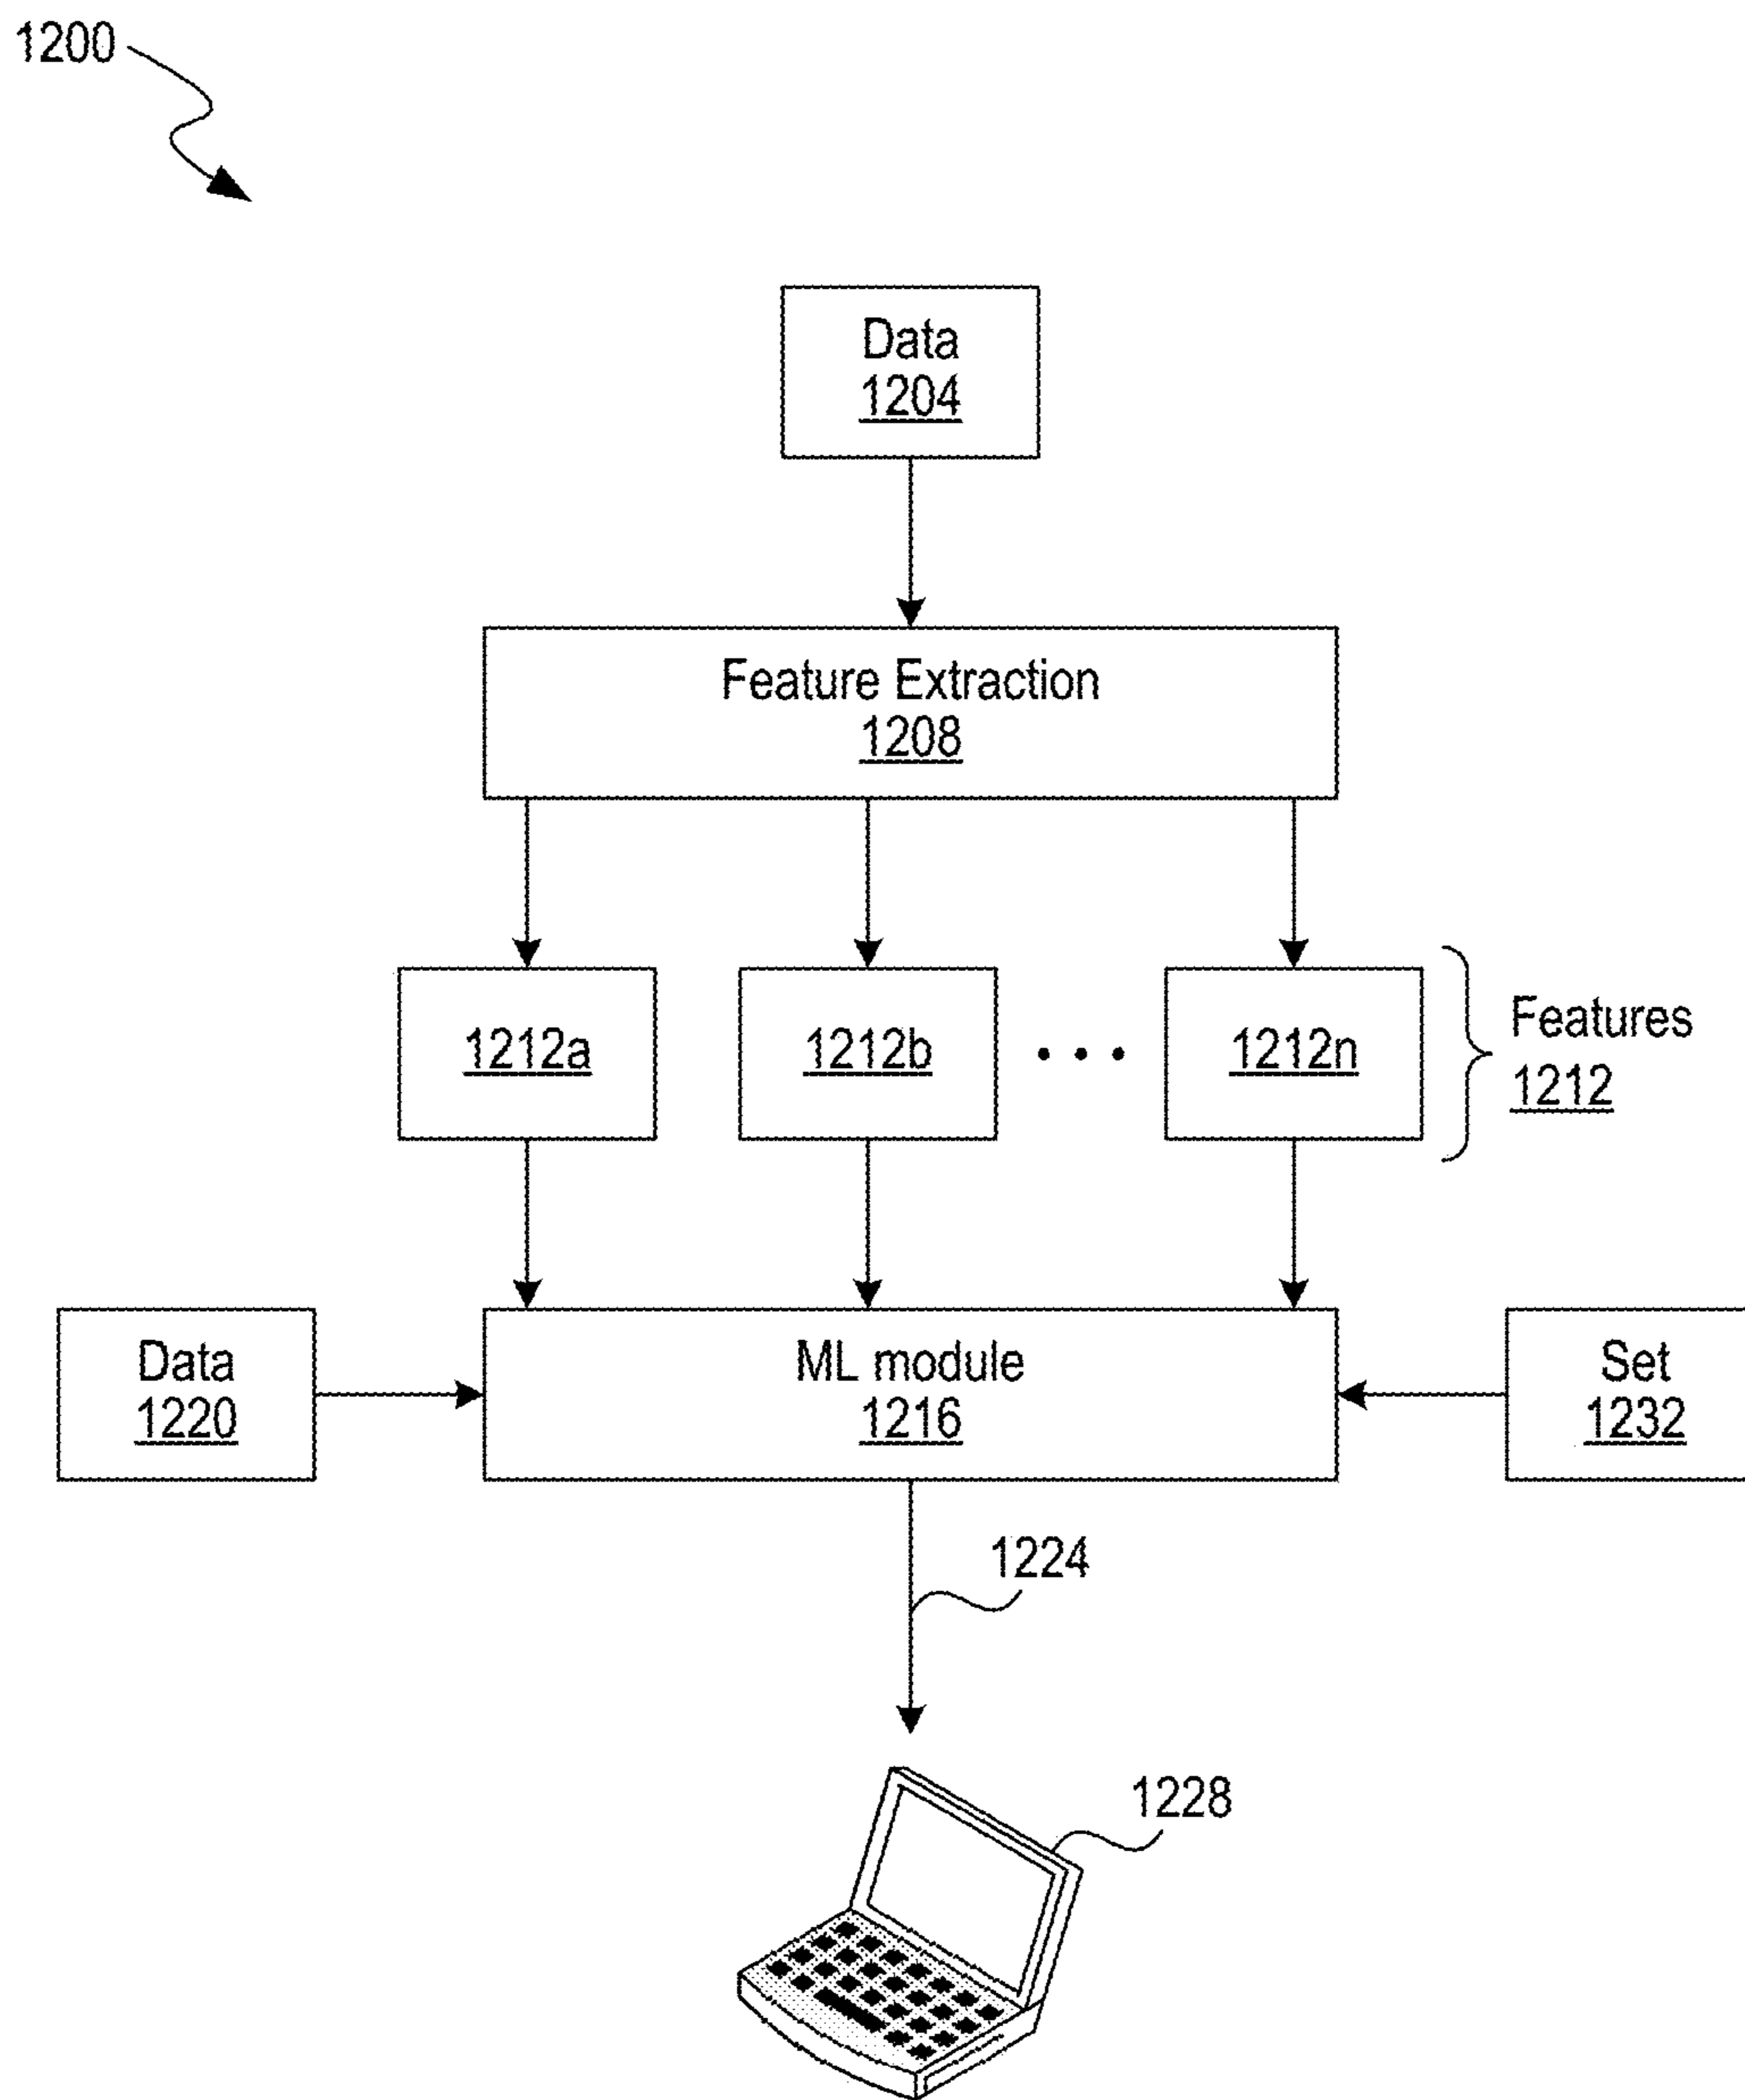 1200
Data
1204
Feature Extraction
1208
1212a
1212b
• • •
1212n
Features
1212
Data
1220
ML module
1216
Set
1232
1224
1228